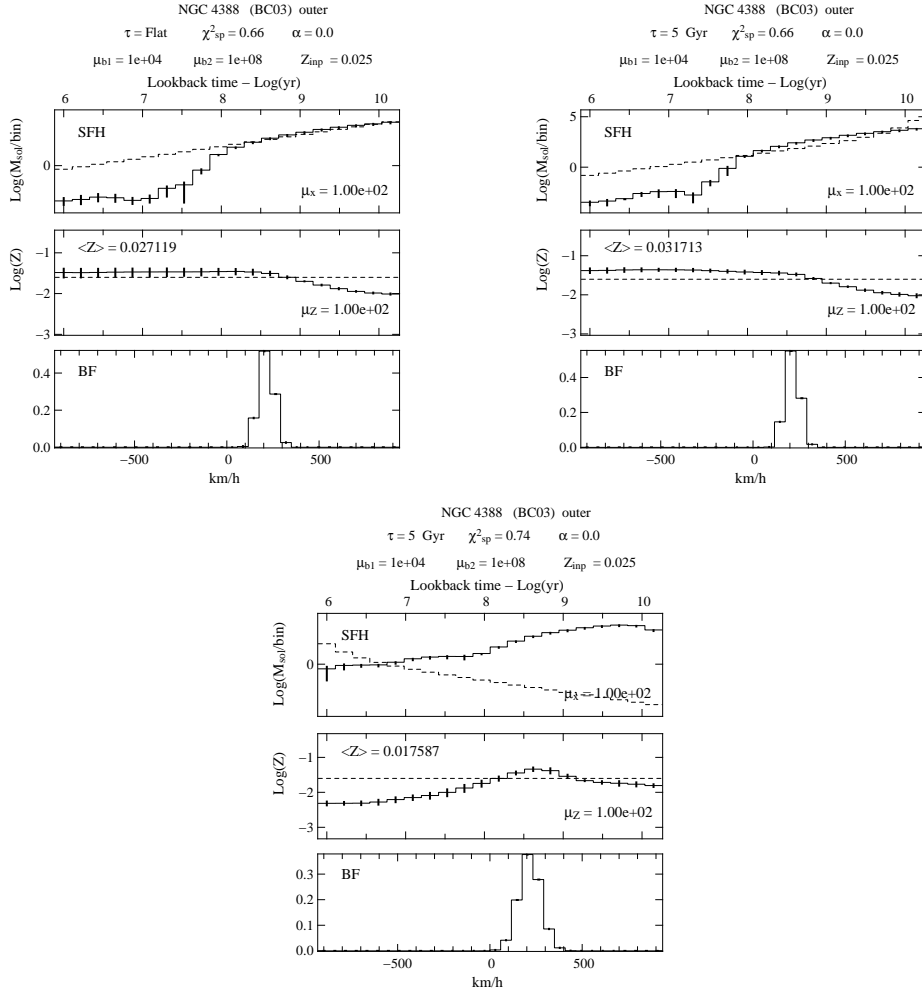 NGC 4388 (BC03) outer
τ = Flat χ²sp = 0.66 α = 0.0
μb1 = 1e+04 μb2 = 1e+08 Zinp = 0.025
Lookback time − Log(yr)
6 7 8 9 10
Log(Msol/bin)
0
SFH
μx = 1.00e+02
Log(Z)
−1
−2
−3
<Z> = 0.027119
μZ = 1.00e+02
BF
0.4
0.2
0.0
−500 0 500
km/h
NGC 4388 (BC03) outer
τ = 5 Gyr χ²sp = 0.66 α = 0.0
μb1 = 1e+04 μb2 = 1e+08 Zinp = 0.025
Lookback time − Log(yr)
6 7 8 9 10
Log(Msol/bin)
5
0
SFH
μx = 1.00e+02
Log(Z)
−1
−2
−3
<Z> = 0.031713
μZ = 1.00e+02
BF
0.4
0.2
0.0
−500 0 500
km/h
NGC 4388 (BC03) outer
τ = 5 Gyr χ²sp = 0.74 α = 0.0
μb1 = 1e+04 μb2 = 1e+08 Zinp = 0.025
Lookback time − Log(yr)
6 7 8 9 10
Log(Msol/bin)
0
SFH
μx = 1.00e+02
Log(Z)
−1
−2
−3
<Z> = 0.017587
μZ = 1.00e+02
BF
0.3
0.2
0.1
0.0
−500 0 500
km/h